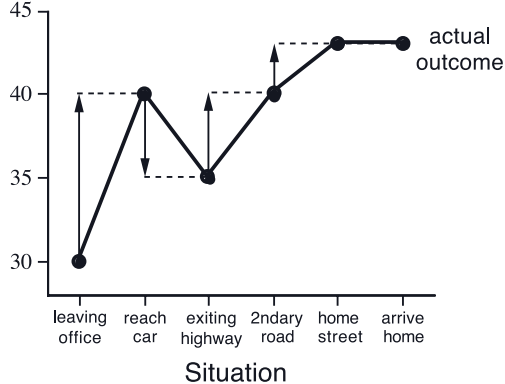 45
40
35
30
actual
outcome
leaving
office
reach
car
exiting
highway
2ndary
road
home
street
arrive
home
Situation